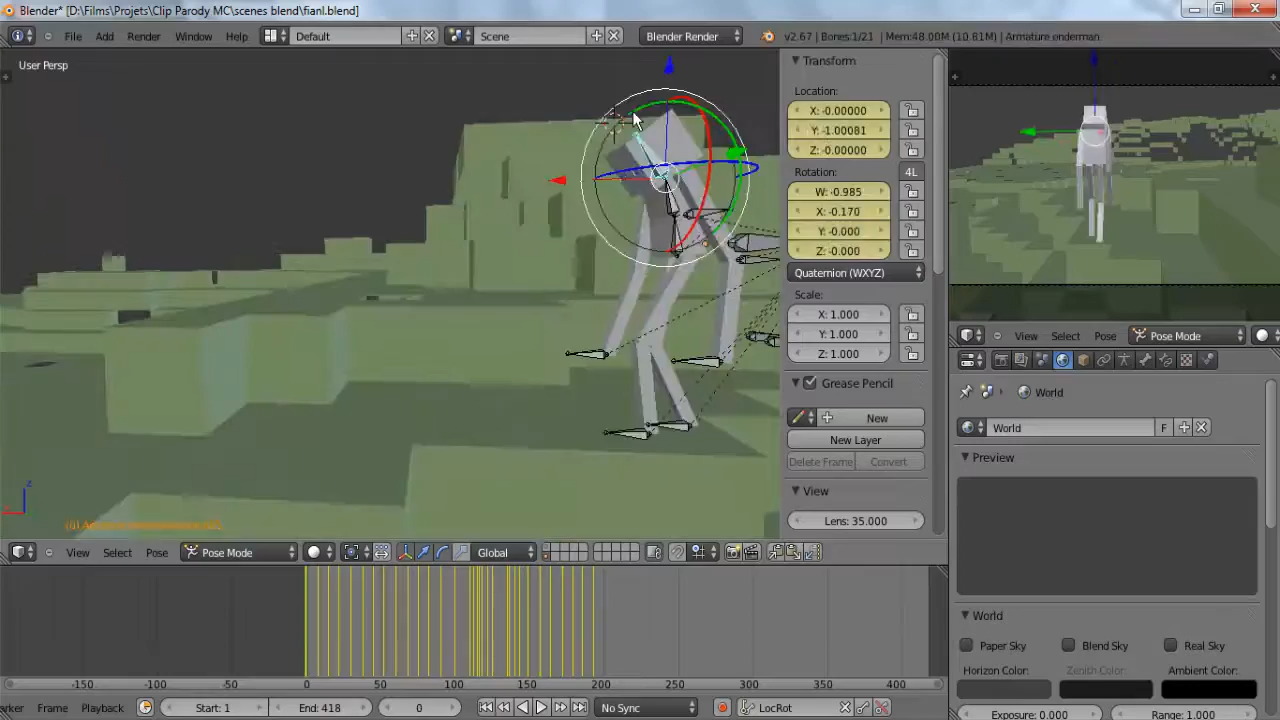 Blender* [D:\Films\Projets\Clip Parody MC\scenes blend\fianl.blend]
File Add Render Window Help Default Scene Blender Render v2.67 | Bones:1/21 | Mem:48.00M (10.81M) | Armature enderman.
User Persp
Transform
Location:
X: -0.00000
Y: -1.00081
Z: -0.00000
Rotation: 4L
W: -0.985
X: -0.170
Y: -0.000
Z: -0.000
Quaternion (WXYZ)
Scale:
X: 1.000
Y: 1.000
Z: 1.000
Grease Pencil
New
New Layer
Delete Frame Convert
View
Lens: 35.000
View Select Pose Pose Mode Global
View Select Pose Pose Mode
World
World F
Preview
World
Paper Sky Blend Sky Real Sky
Horizon Color: Zenith Color: Ambient Color:
Exposure: 0.000 Range: 1.000
-150 -100 -50 0 50 100 150 200 250 300 350 400
arker Frame Playback Start: 1 End: 418 0 No Sync LocRot
z